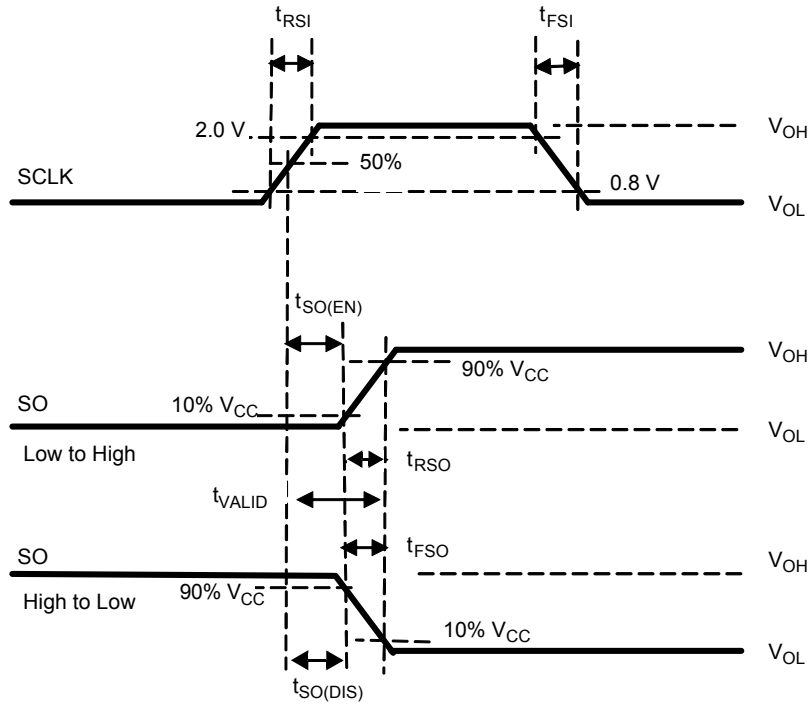 tRSI
tFSI
2.0 V
VOH
50%
SCLK
0.8 V
VOL
tSO(EN)
VOH
90% VCC
SO
10% VCC
VOL
Low to High
tRSO
tVALID
tFSO
SO
VOH
90% VCC
High to Low
10% VCC
VOL
tSO(DIS)